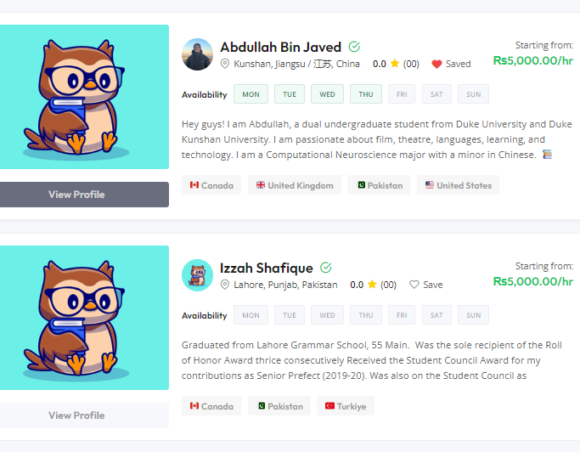 Abdullah Bin Javed
Starting from:
Kunshan, Jiangsu / 江苏, China 0.0 (00) Saved
Rs5,000.00/hr
Availability MON TUE WED THU FRI SAT SUN
Hey guys! I am Abdullah, a dual undergraduate student from Duke University and Duke
Kunshan University. I am passionate about film, theatre, languages, learning, and
technology. I am a Computational Neuroscience major with a minor in Chinese.
View Profile
Canada United Kingdom Pakistan United States
Izzah Shafique
Starting from:
Lahore, Punjab, Pakistan 0.0 (00) Save
Rs5,000.00/hr
Availability MON TUE WED THU FRI SAT SUN
Graduated from Lahore Grammar School, 55 Main. Was the sole recipient of the Roll
of Honor Award thrice consecutively Received the Student Council Award for my
contributions as Senior Prefect (2019-20). Was also on the Student Council as
View Profile
Canada Pakistan Turkiye